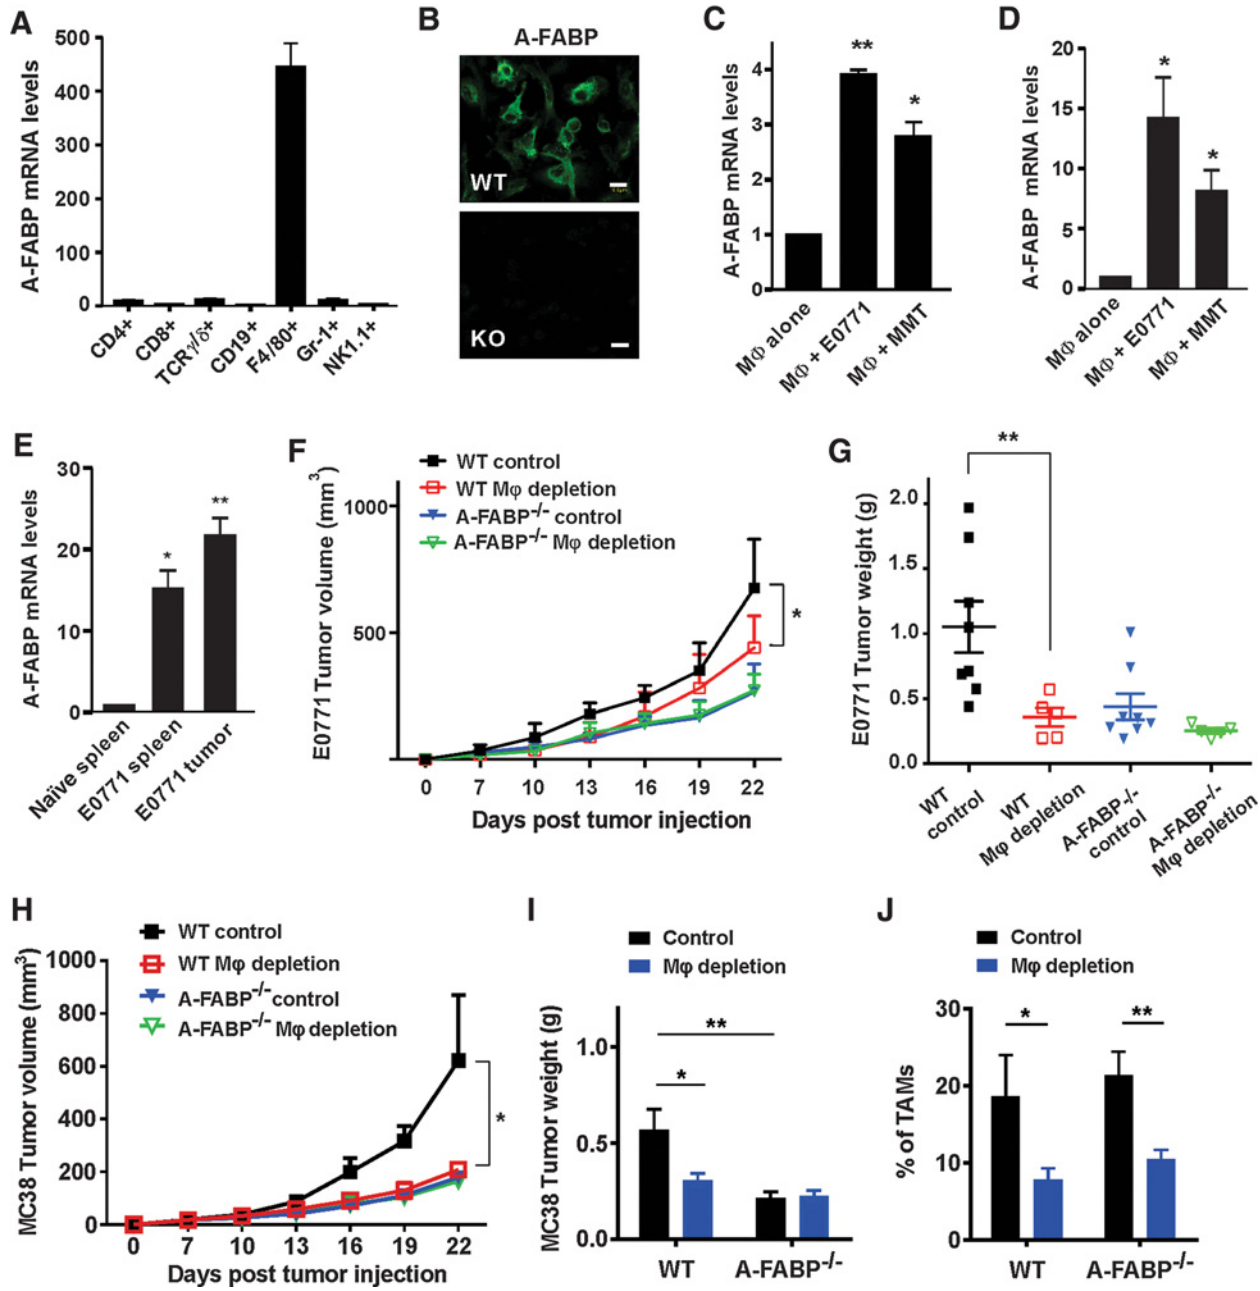 A
A-FABP mRNA levels
500
400
300
200
100
0
CD4+
CD8+
TCRγ/δ+
CD19+
F4/80+
Gr-1+
NK1.1+
B
A-FABP
WT
KO
C
A-FABP mRNA levels
4
3
2
1
0
**
*
MΦ alone
MΦ + E0771
MΦ + MMT
D
A-FABP mRNA levels
20
15
10
5
0
*
*
MΦ alone
MΦ + E0771
MΦ + MMT
E
A-FABP mRNA levels
30
20
10
0
*
**
Naïve spleen
E0771 spleen
E0771 tumor
F
WT control
WT Mφ depletion
A-FABP-/- control
A-FABP-/- Mφ depletion
E0771 Tumor volume (mm3)
1000
500
*
0 7 10 13 16 19 22
Days post tumor injection
G
**
E0771 Tumor weight (g)
2.0
1.5
1.0
0.5
0.0
WT
control
WT
Mφ depletion
A-FABP-/-
control
A-FABP-/-
Mφ depletion
H
WT control
WT Mφ depletion
A-FABP-/- control
A-FABP-/- Mφ depletion
MC38 Tumor volume (mm3)
1000
800
600
400
200
0
*
0 7 10 13 16 19 22
Days post tumor injection
I
Control
Mφ depletion
MC38 Tumor weight (g)
1.0
0.5
0.0
**
*
WT A-FABP-/-
J
Control
Mφ depletion
% of TAMs
30
20
10
0
*
**
WT A-FABP-/-